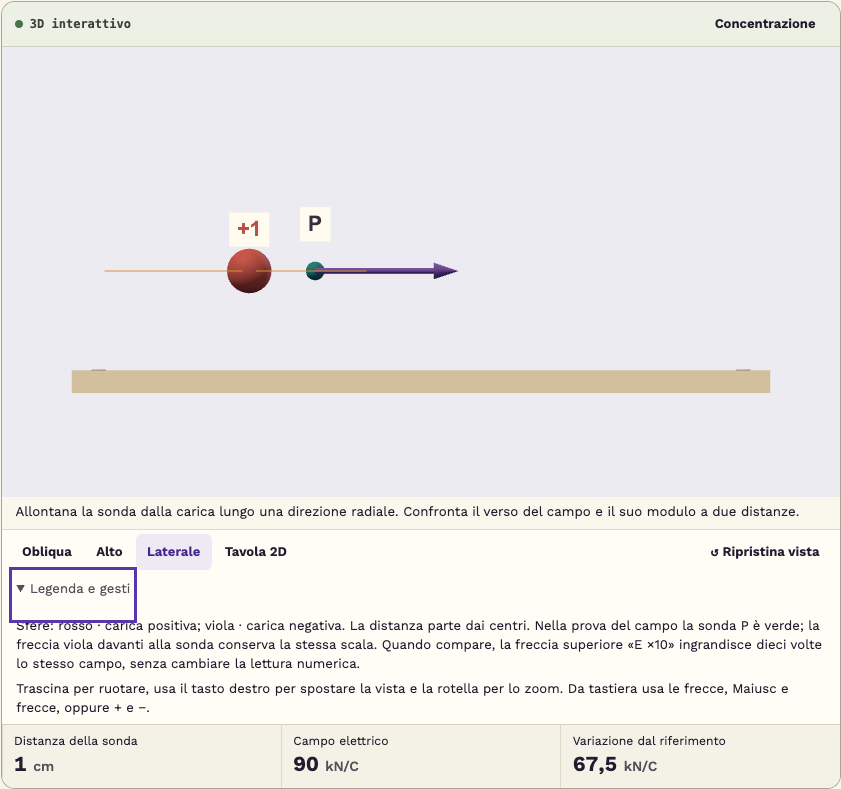 3D interattivo
Concentrazione
+1
P
Allontana la sonda dalla carica lungo una direzione radiale. Confronta il verso del campo e il suo modulo a due distanze.
Obliqua Alto Laterale Tavola 2D ↺ Ripristina vista
▼ Legenda e gesti
Sfere: rosso · carica positiva; viola · carica negativa. La distanza parte dai centri. Nella prova del campo la sonda P è verde; la
freccia viola davanti alla sonda conserva la stessa scala. Quando compare, la freccia superiore «E ×10» ingrandisce dieci volte
lo stesso campo, senza cambiare la lettura numerica.
Trascina per ruotare, usa il tasto destro per spostare la vista e la rotella per lo zoom. Da tastiera usa le frecce, Maiusc e
frecce, oppure + e −.
Distanza della sonda
1 cm
Campo elettrico
90 kN/C
Variazione dal riferimento
67,5 kN/C